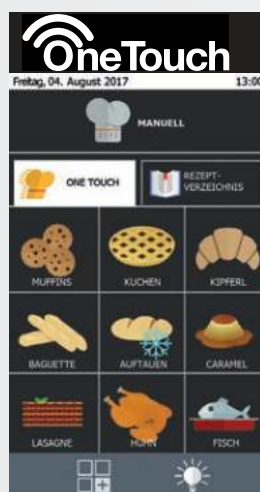 OneTouch
Freitag, 04. August 2017 13:00
MANUELL
ONE TOUCH
REZEPT-
VERZEICHNIS
MUFFINS KUCHEN KIPFERL
BAGUETTE AUFTAUEN CARAMEL
LASAGNE HUHN FISCH